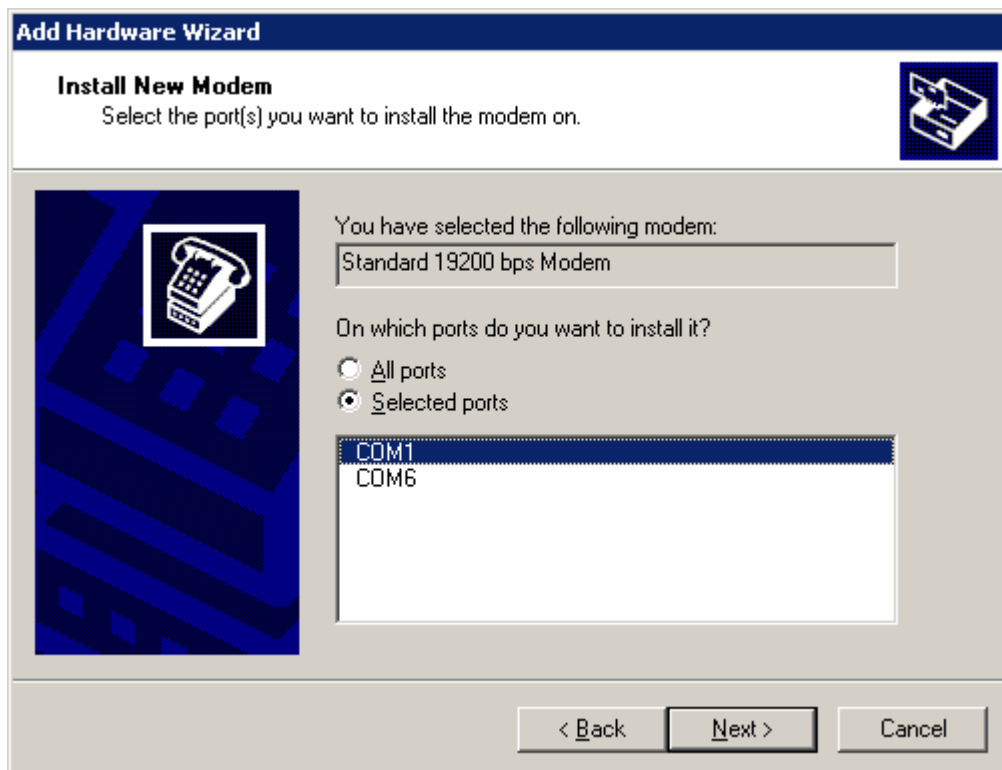 Add Hardware Wizard
Install New Modem
Select the port(s) you want to install the modem on.
You have selected the following modem:
Standard 19200 bps Modem
On which ports do you want to install it?
All ports
Selected ports
COM1
COM6
< Back Next > Cancel